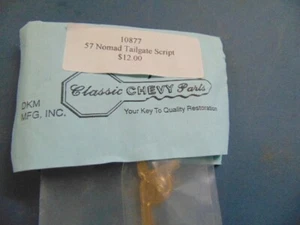 10877
57 Nomad Tailgate Script
$12.00
Classic CHEVY Parts
DKM
MFG, INC.
Your Key To Quality Restoration